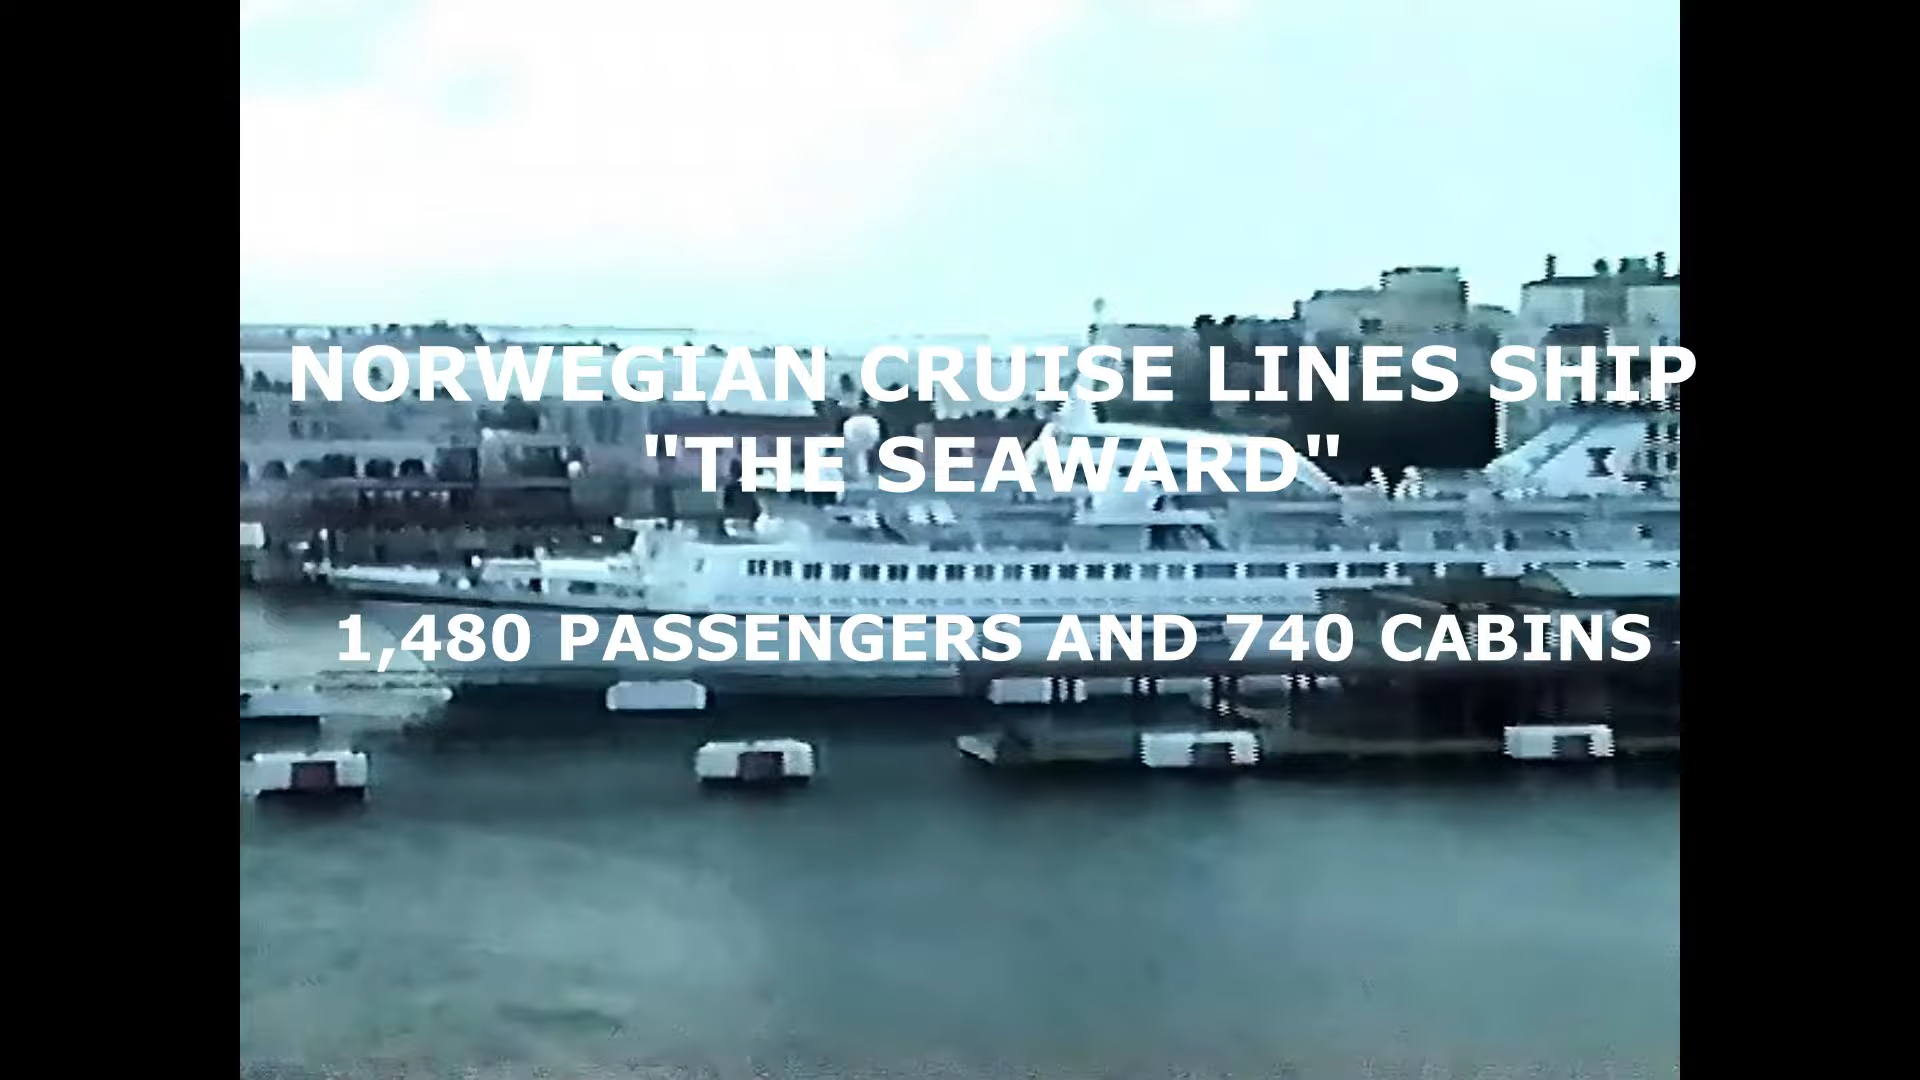 NORWEGIAN CRUISE LINES SHIP
"THE SEAWARD"
1,480 PASSENGERS AND 740 CABINS